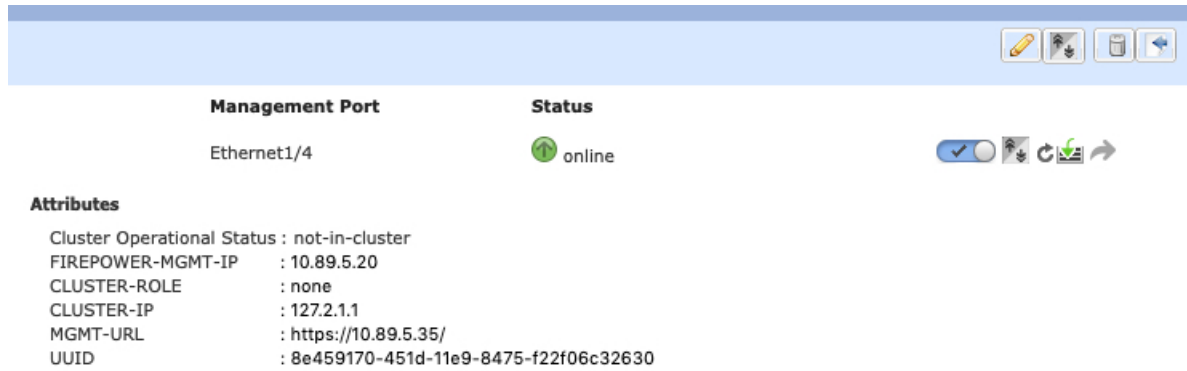 Management Port Status
Ethernet1/4 online
Attributes
Cluster Operational Status : not-in-cluster
FIREPOWER-MGMT-IP : 10.89.5.20
CLUSTER-ROLE : none
CLUSTER-IP : 127.2.1.1
MGMT-URL : https://10.89.5.35/
UUID : 8e459170-451d-11e9-8475-f22f06c32630